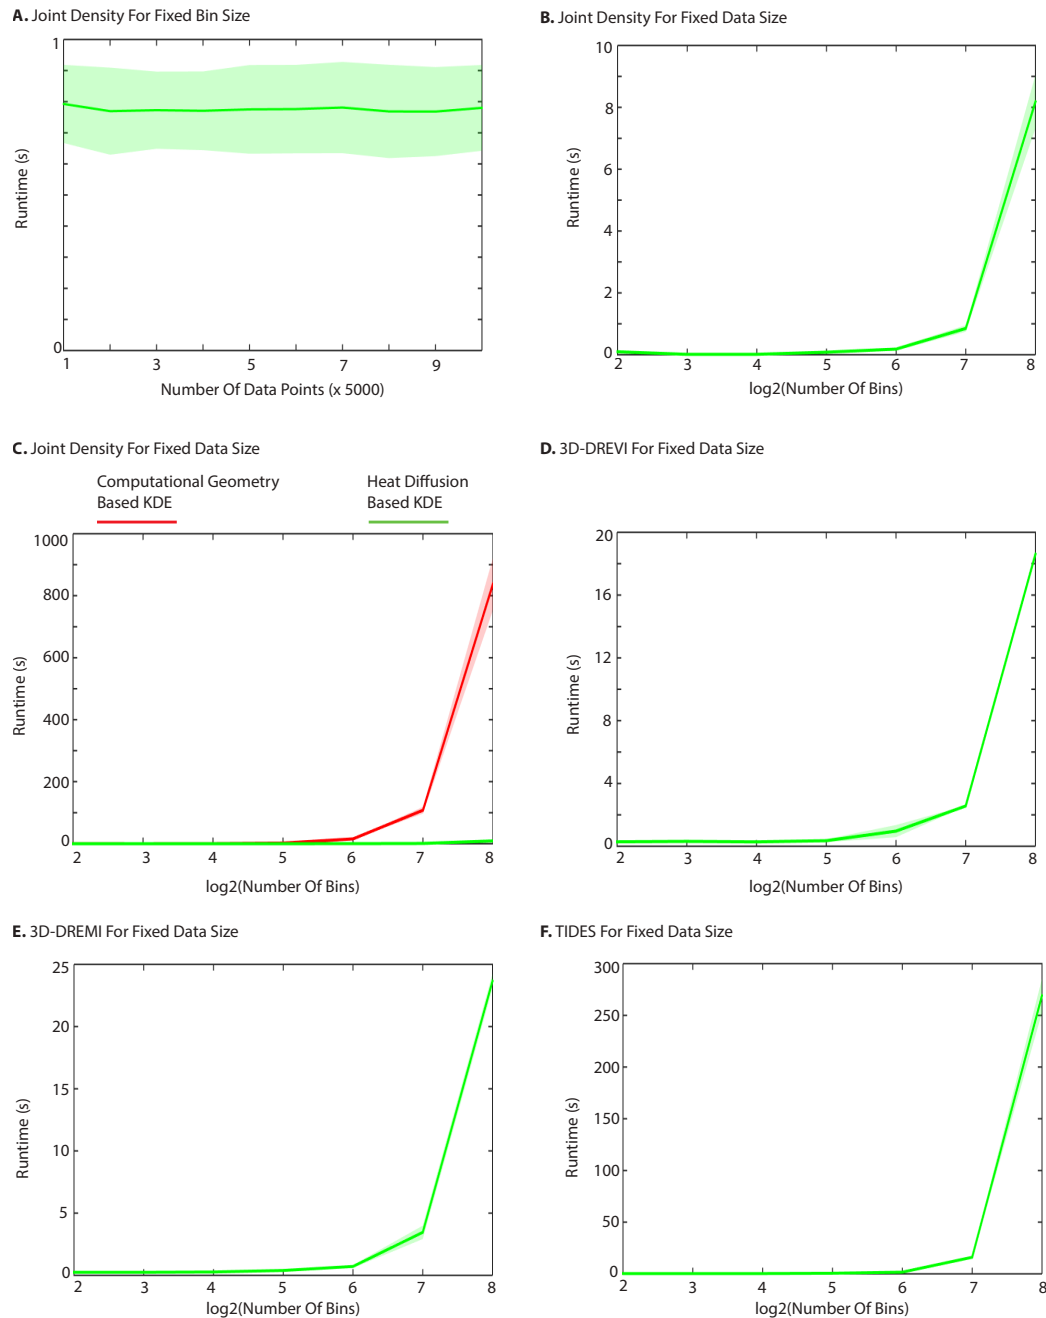 A. Joint Density For Fixed Bin Size
1
0
Runtime (s)
1 3 5 7 9
Number Of Data Points (x 5000)
B. Joint Density For Fixed Data Size
10
8
6
4
2
0
Runtime (s)
2 3 4 5 6 7 8
log2(Number Of Bins)
C. Joint Density For Fixed Data Size
Computational Geometry
Based KDE
Heat Diffusion
Based KDE
1000
800
600
400
200
0
Runtime (s)
2 3 4 5 6 7 8
log2(Number Of Bins)
D. 3D-DREVI For Fixed Data Size
20
16
12
8
4
0
Runtime (s)
2 3 4 5 6 7 8
log2(Number Of Bins)
E. 3D-DREMI For Fixed Data Size
25
20
15
10
5
0
Runtime (s)
2 3 4 5 6 7 8
log2(Number Of Bins)
F. TIDES For Fixed Data Size
300
250
200
150
100
50
0
Runtime (s)
2 3 4 5 6 7 8
log2(Number Of Bins)